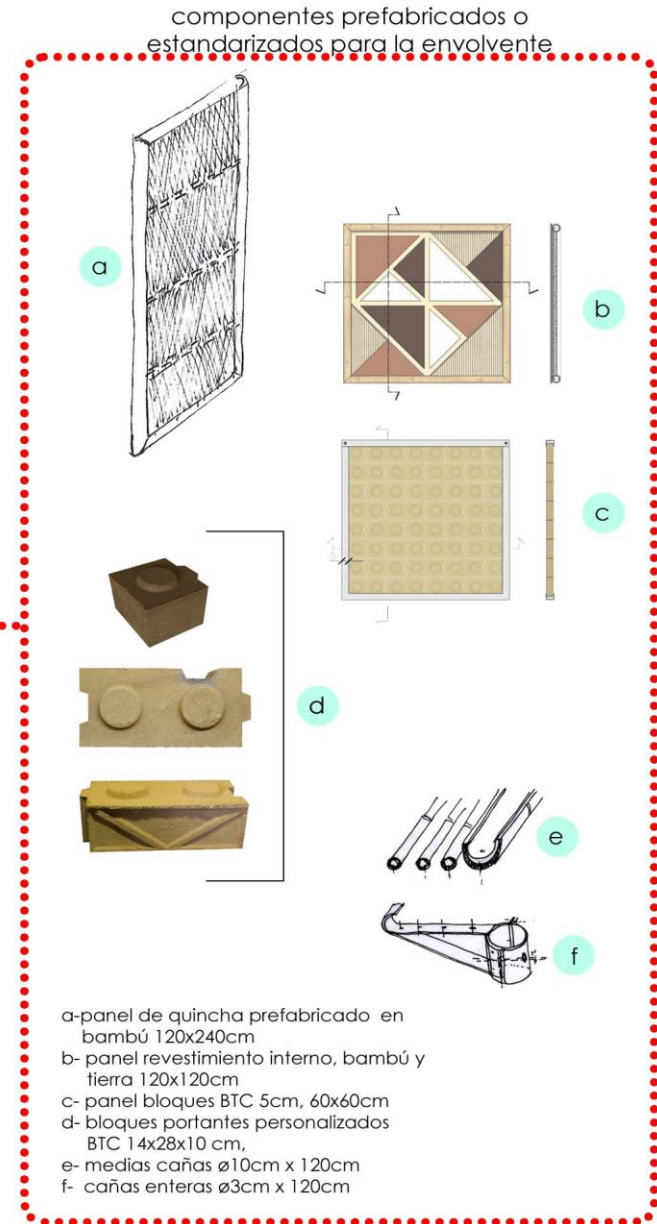 componentes prefabricados o
estandarizados para la envolvente
a
b
c
d
e
f
a-panel de quincha prefabricado en
bambú 120x240cm
b- panel revestimiento interno, bambú y
tierra 120x120cm
c- panel bloques BTC 5cm, 60x60cm
d- bloques portantes personalizados
BTC 14x28x10 cm,
e- medias cañas ø10cm x 120cm
f- cañas enteras ø3cm x 120cm